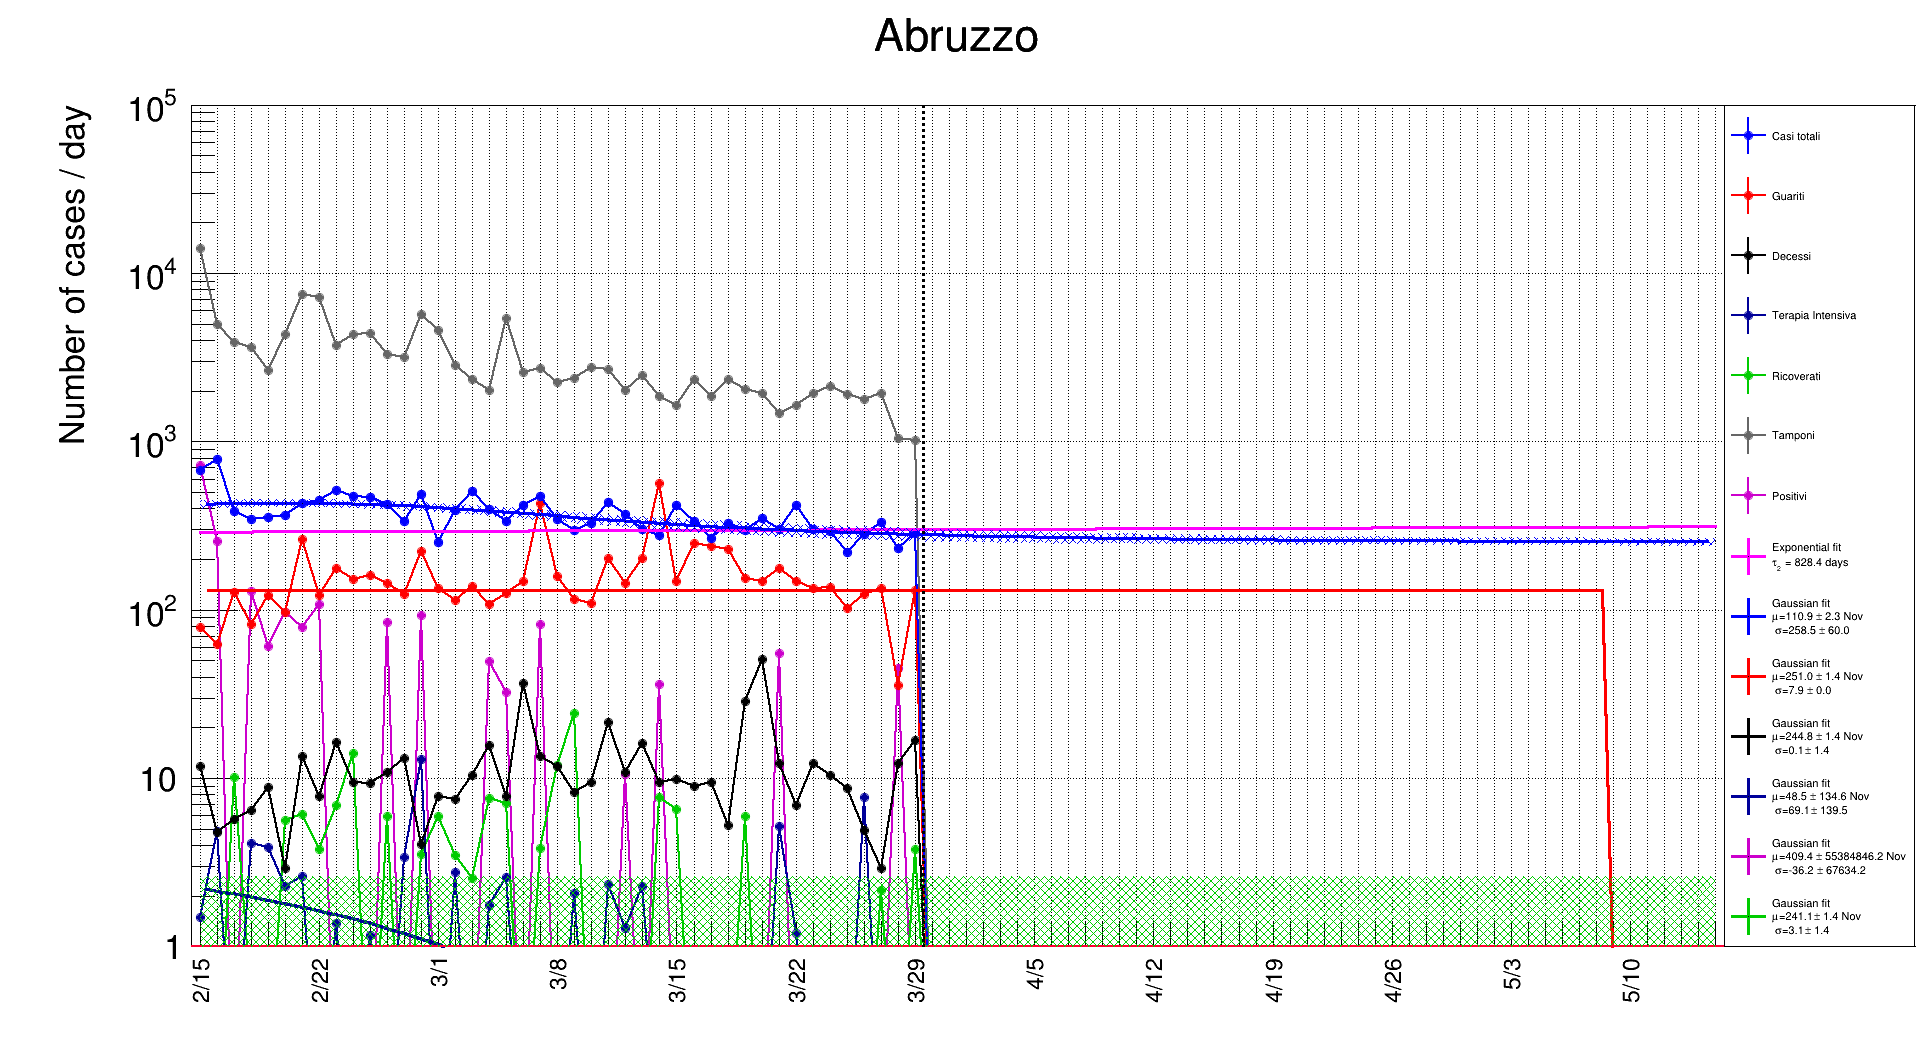 Abruzzo
Number of cases / day
10^5
10^4
10^3
10^2
10
1
2/15
2/22
3/1
3/8
3/15
3/22
3/29
4/5
4/12
4/19
4/26
5/3
5/10
Casi totali
Guariti
Decessi
Terapia Intensiva
Ricoverati
Tamponi
Positivi
Exponential fit
τ_2 = 828.4 days
Gaussian fit
μ=110.9 ± 2.3 Nov
σ=258.5 ± 60.0
Gaussian fit
μ=251.0 ± 1.4 Nov
σ=7.9 ± 0.0
Gaussian fit
μ=244.8 ± 1.4 Nov
σ=0.1 ± 1.4
Gaussian fit
μ=48.5 ± 134.6 Nov
σ=69.1 ± 139.5
Gaussian fit
μ=409.4 ± 55384846.2 Nov
σ=-36.2 ± 67634.2
Gaussian fit
μ=241.1 ± 1.4 Nov
σ=3.1 ± 1.4